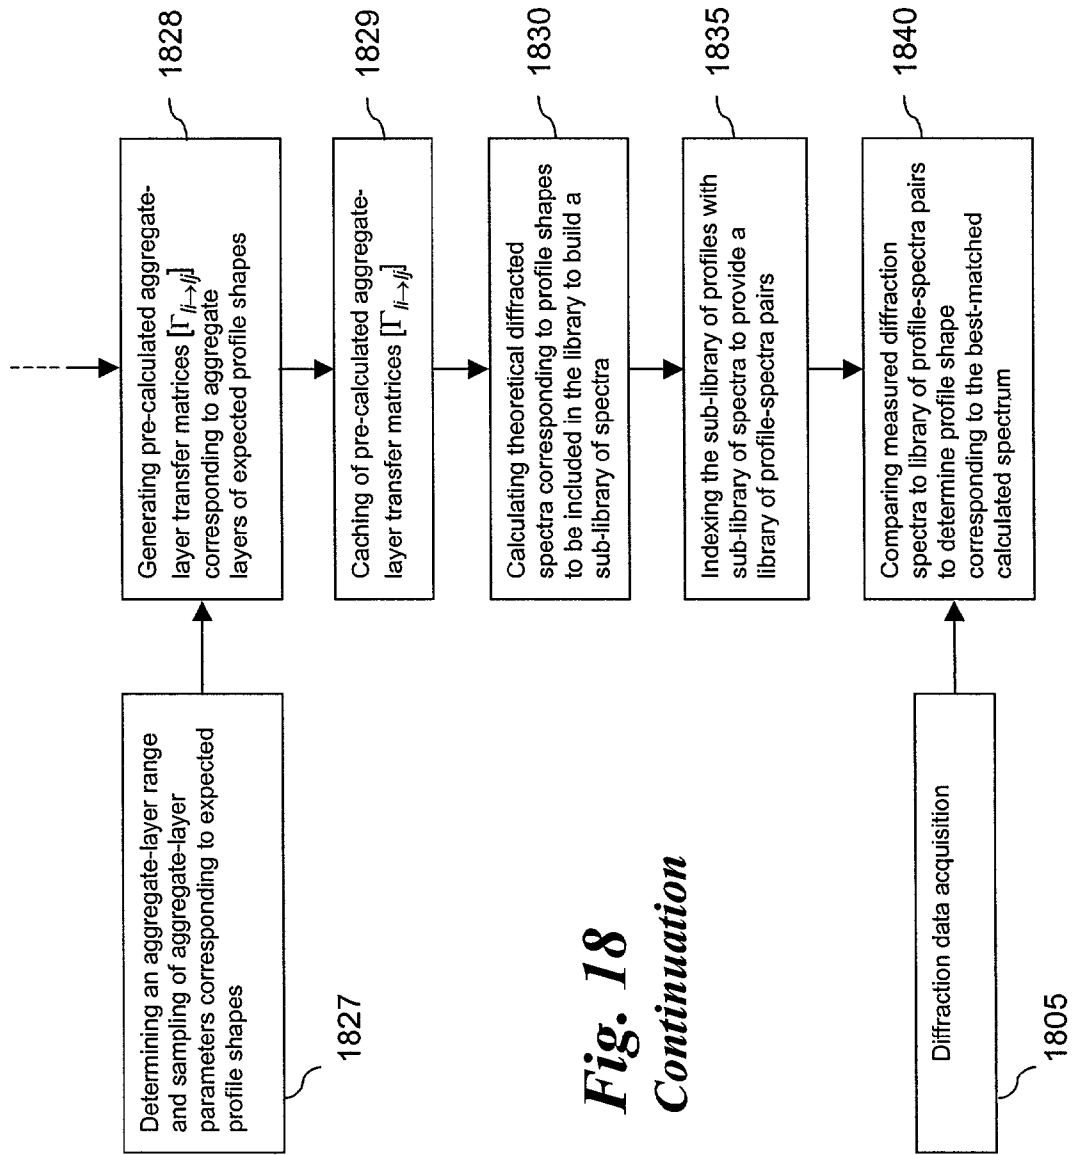 Determining an aggregate-layer range
and sampling of aggregate-layer
parameters corresponding to expected
profile shapes
1827
Generating pre-calculated aggregate-
layer transfer matrices [Γli→lj]
corresponding to aggregate
layers of expected profile shapes
1828
Caching of pre-calculated aggregate-
layer transfer matrices [Γli→lj]
1829
Calculating theoretical diffracted
spectra corresponding to profile shapes
to be included in the library to build a
sub-library of spectra
1830
Indexing the sub-library of profiles with
sub-library of spectra to provide a
library of profile-spectra pairs
1835
Diffraction data acquisition
1805
Comparing measured diffraction
spectra to library of profile-spectra pairs
to determine profile shape
corresponding to the best-matched
calculated spectrum
1840
Fig. 18
Continuation